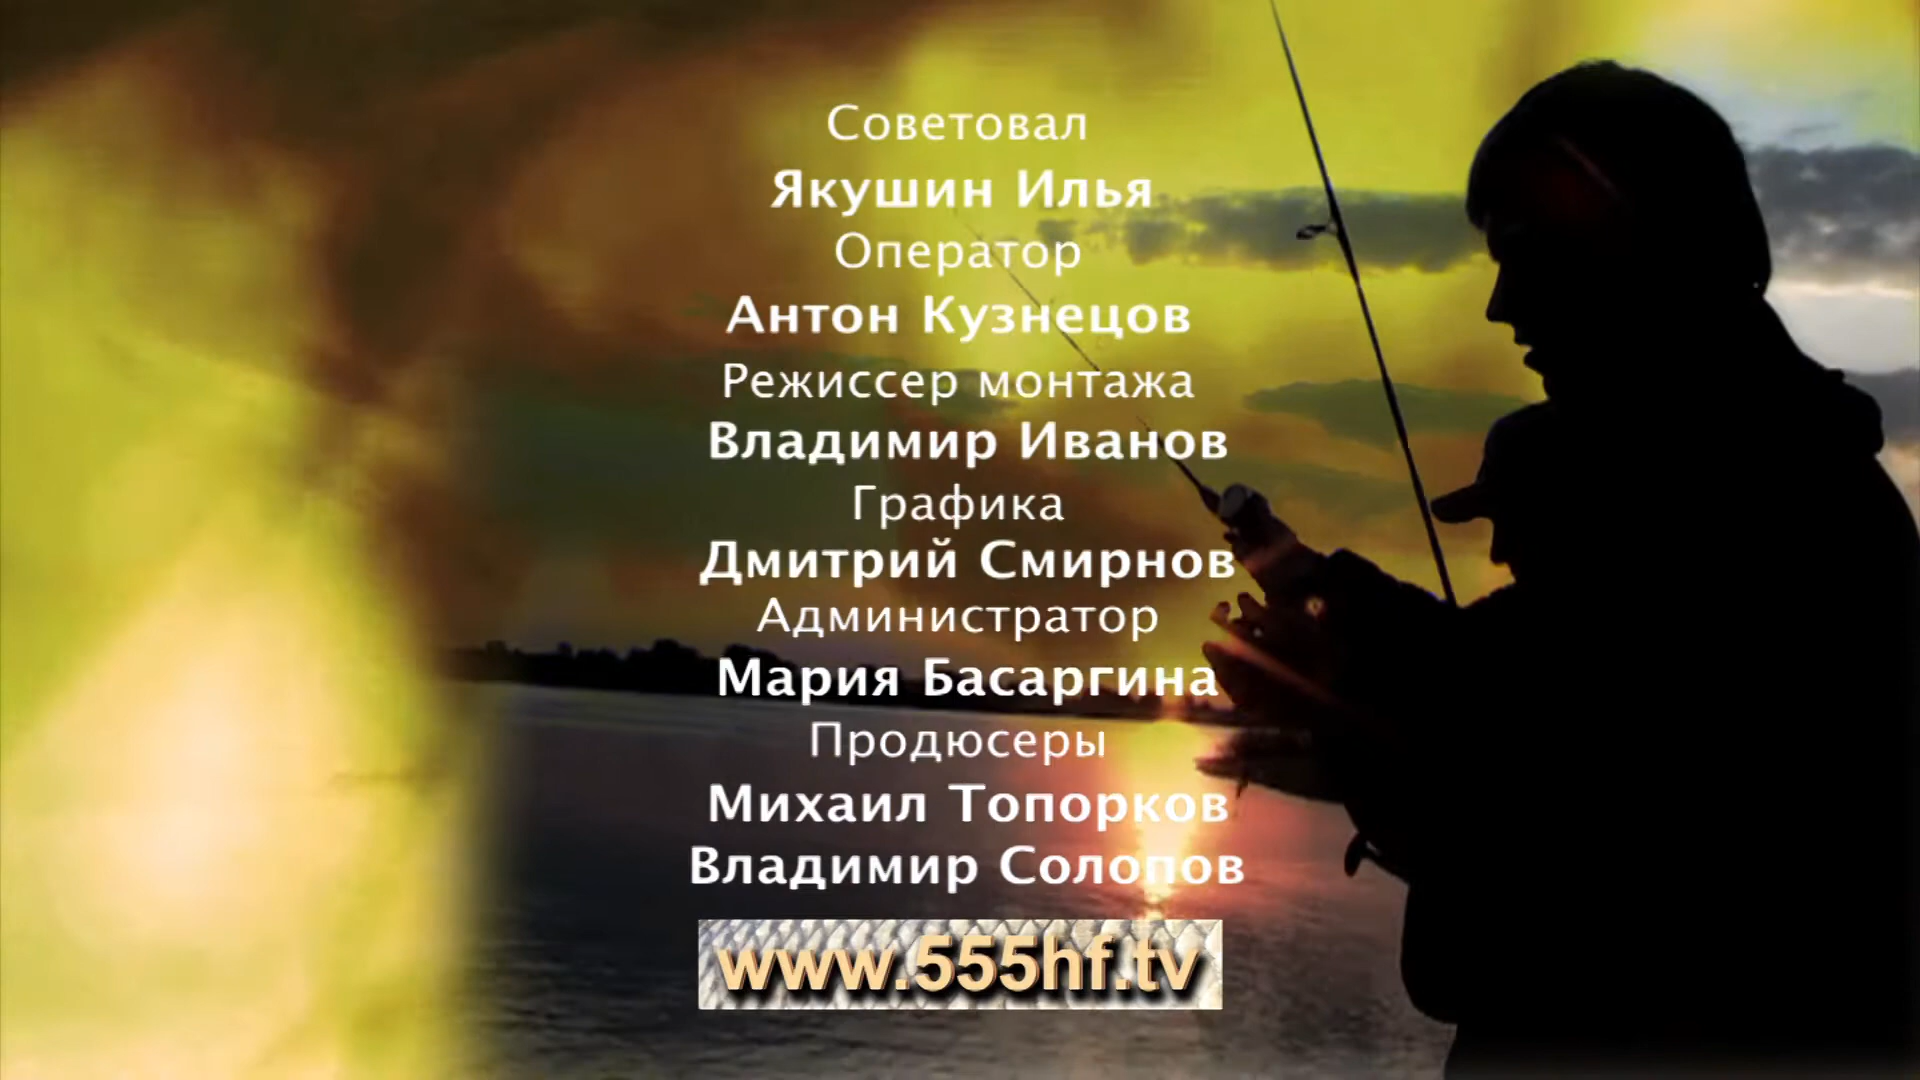 Советовал
Якушин Илья
Оператор
Антон Кузнецов
Режиссер монтажа
Владимир Иванов
Графика
Дмитрий Смирнов
Администратор
Мария Басаргина
Продюсеры
Михаил Топорков
Владимир Солопов
www.555hf.tv